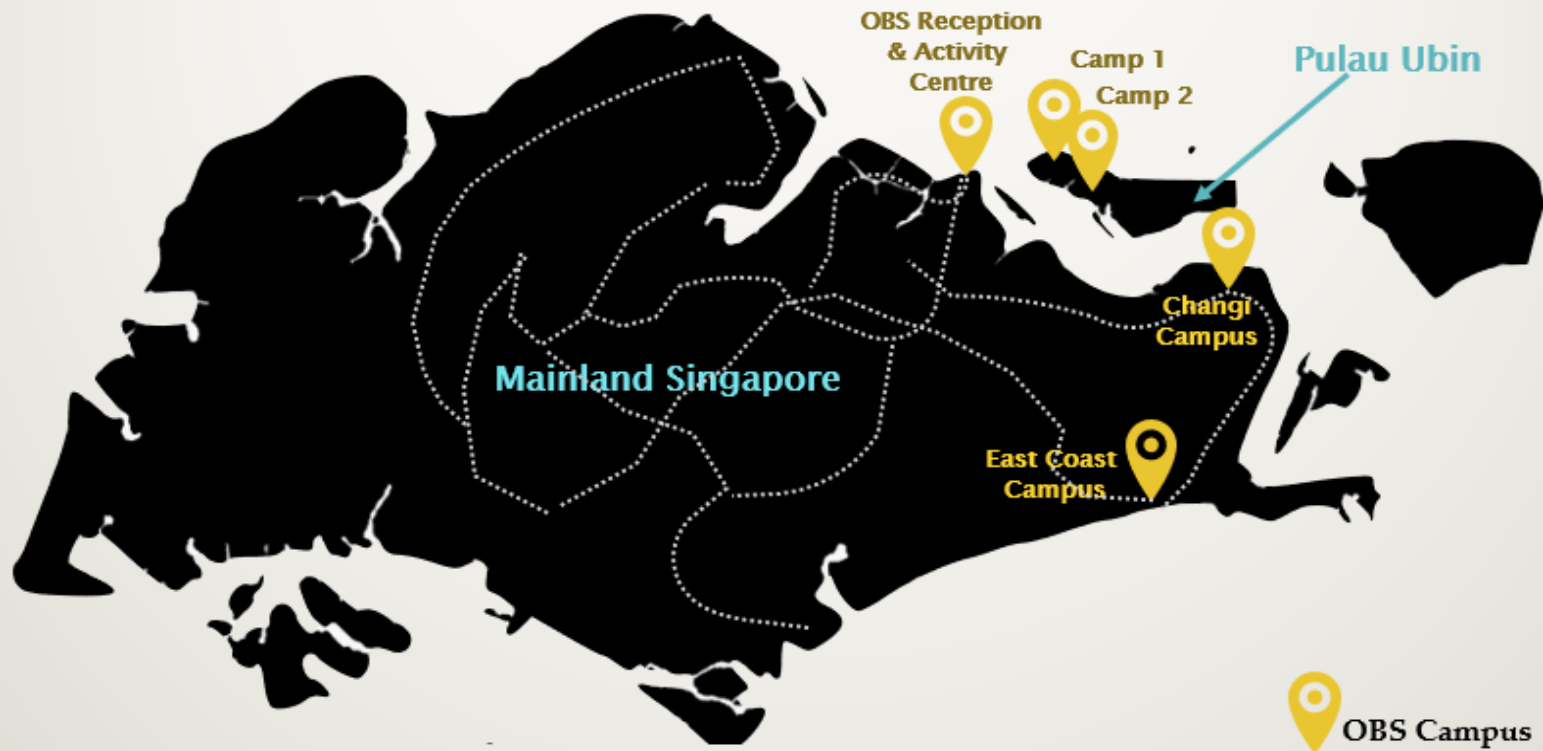 OBS Reception
& Activity
Centre
Camp 1
Camp 2
Pulau Ubin
Changi
Campus
Mainland Singapore
East Coast
Campus
OBS Campus